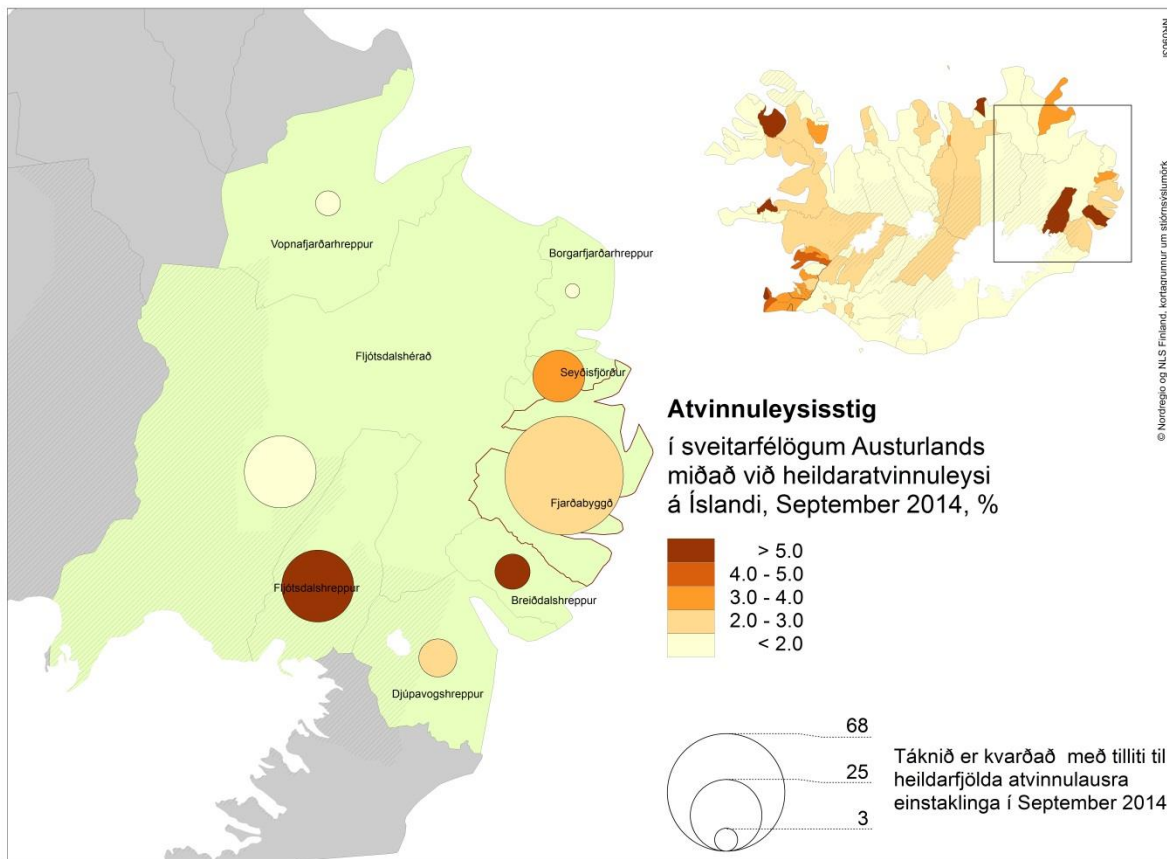 Vopnafjarðarhreppur
Borgarfjarðarhreppur
Fljótsdalshérað
Seyðisfjörður
Fjarðabyggð
Fljótsdalshreppur
Breiðdalshreppur
Djúpavogshreppur
Atvinnuleysisstig
í sveitarfélögum Austurlands
miðað við heildaratvinnuleysi
á Íslandi, September 2014, %
> 5.0
4.0 - 5.0
3.0 - 4.0
2.0 - 3.0
< 2.0
68
25
3
Táknið er kvarðað með tilliti til
heildarfjölda atvinnulausra
einstaklinga í September 2014
© Nordregio og NLS Finland, kortagrunnur um stjórnsýslumörk